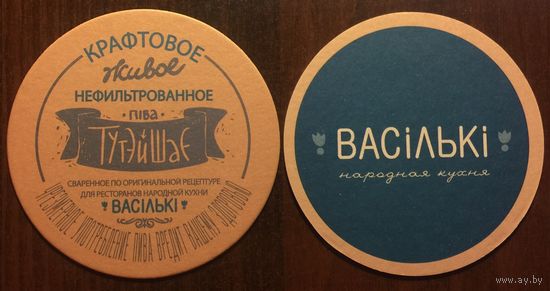 КРАФТОВОЕ
живое
НЕФИЛЬТРОВАННОЕ
піва
ТУТЭЙШАЕ
СВАРЕННОЕ ПО ОРИГИНАЛЬНОЙ РЕЦЕПТУРЕ
ДЛЯ РЕСТОРАНОВ НАРОДНОЙ КУХНИ
ВАСІЛЬКІ
ЧРЕЗМЕРНОЕ УПОТРЕБЛЕНИЕ ПИВА ВРЕДИТ ВАШЕМУ ЗДОРОВЬЮ
ВАСІЛЬКІ
народная кухня
www.ay.by